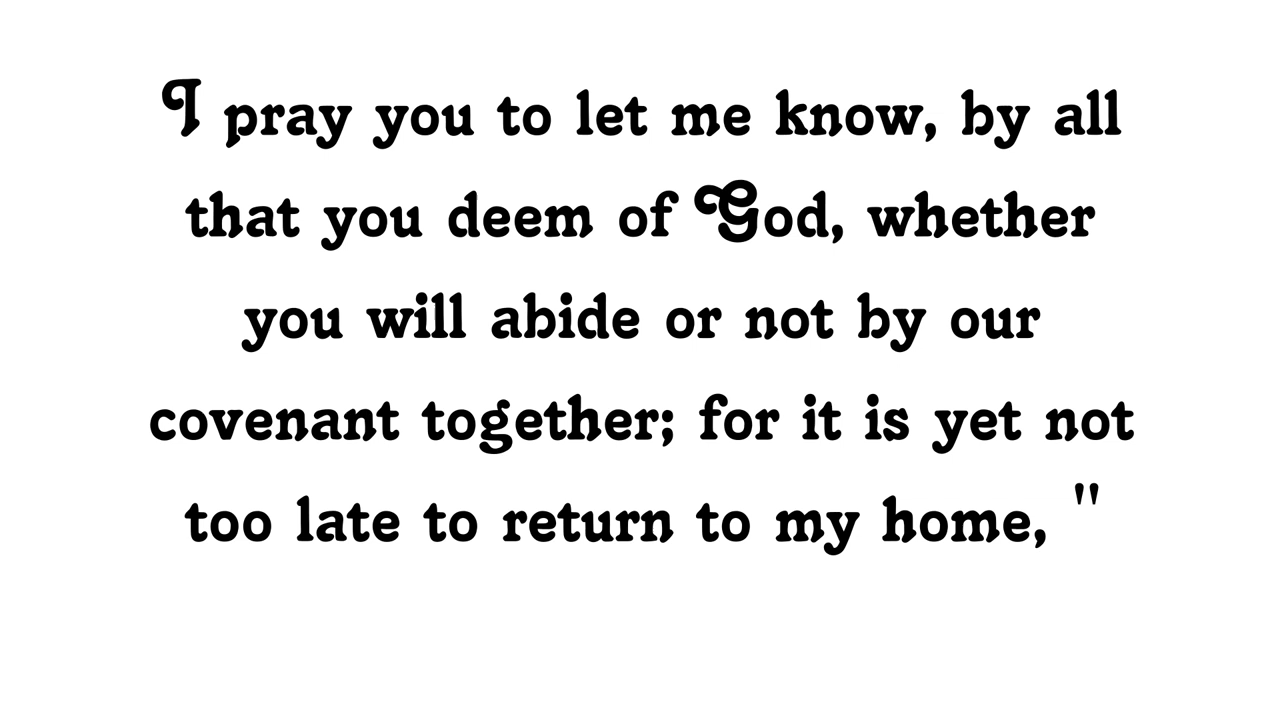 I pray you to let me know, by all
that you deem of God, whether
you will abide or not by our
covenant together; for it is yet not
too late to return to my home, "